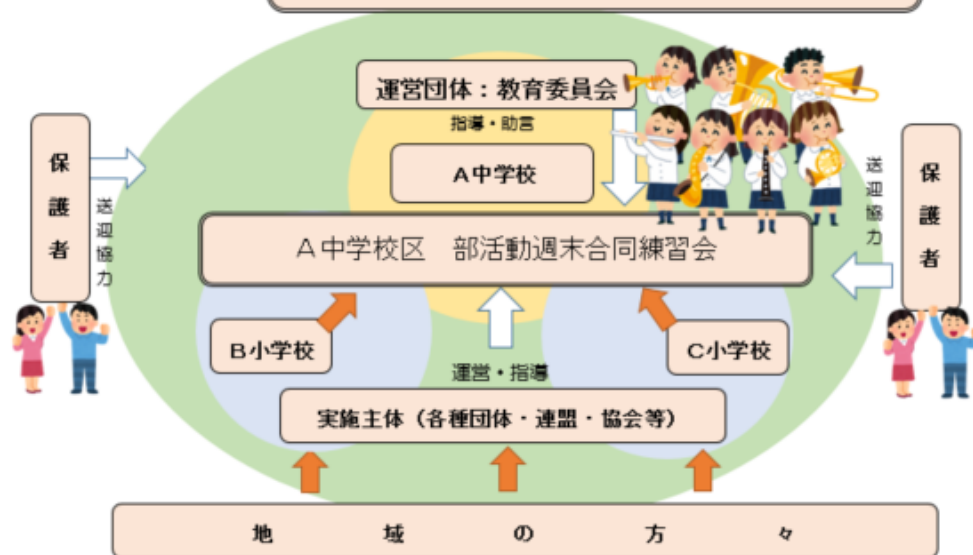 運営団体：教育委員会
指導・助言
A中学校
保護者
送迎協力
A中学校区　部活動週末合同練習会
送迎協力
保護者
B小学校
C小学校
運営・指導
実施主体（各種団体・連盟・協会等）
地域の方々